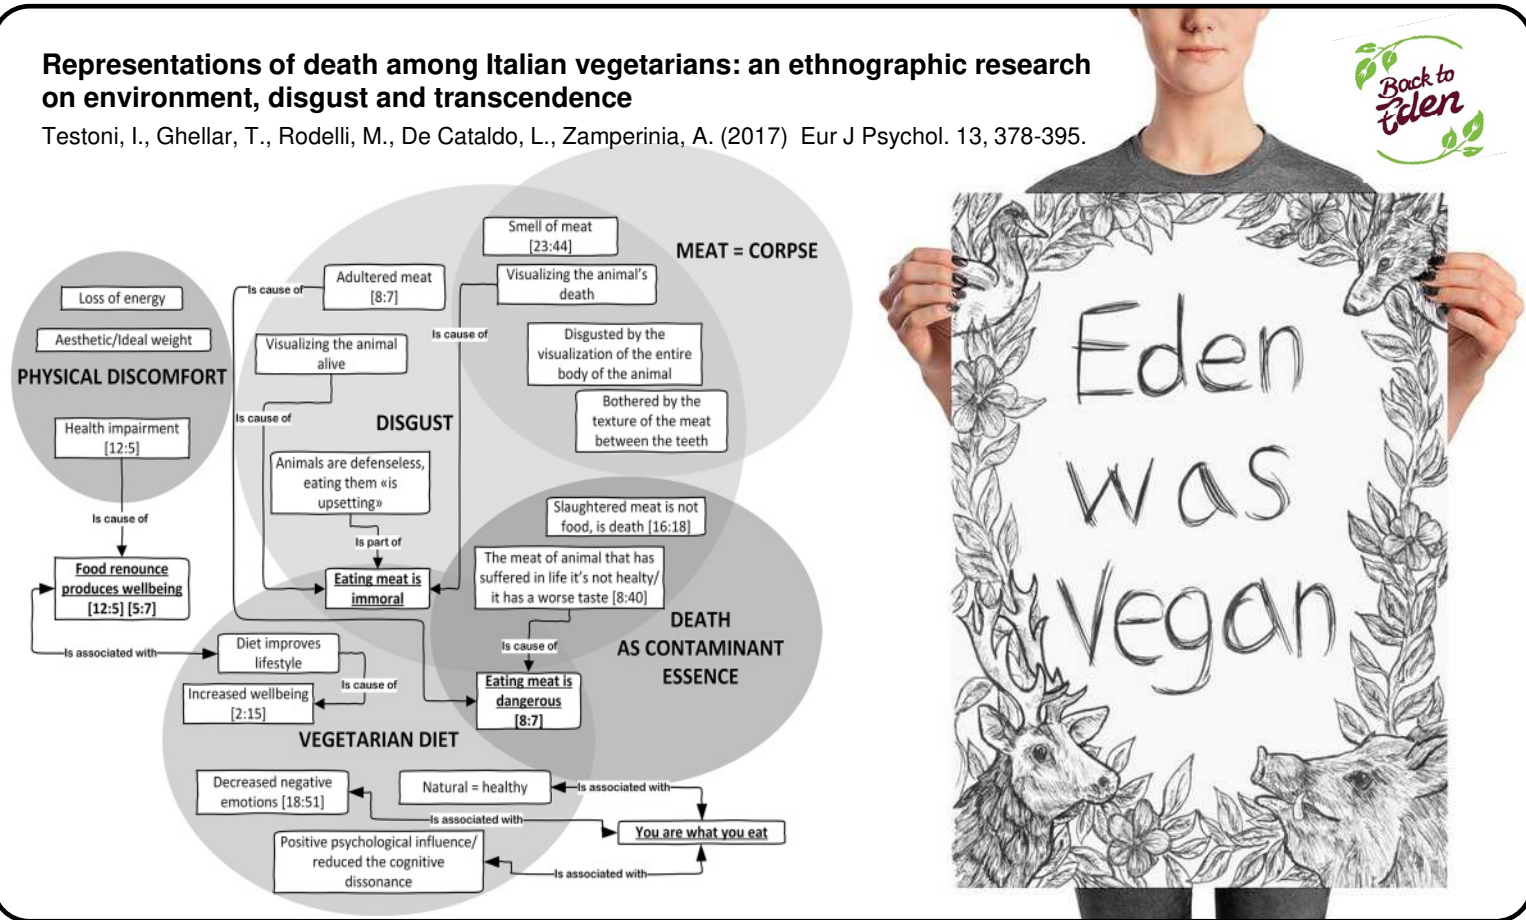 Representations of death among Italian vegetarians: an ethnographic research
on environment, disgust and transcendence
Testoni, I., Ghellar, T., Rodelli, M., De Cataldo, L., Zamperinia, A. (2017)  Eur J Psychol. 13, 378-395.
Back to
Eden
Smell of meat
[23:44]
MEAT = CORPSE
Visualizing the animal's
death
Adultered meat
[8:7]
Is cause of
Loss of energy
Aesthetic/Ideal weight
PHYSICAL DISCOMFORT
Health impairment
[12:5]
Is cause of
Visualizing the animal
alive
Is cause of
Is cause of
Disgusted by the
visualization of the entire
body of the animal
Bothered by the
texture of the meat
between the teeth
DISGUST
Animals are defenseless,
eating them «is
upsetting»
Is part of
Eating meat is
immoral
Slaughtered meat is not
food, is death [16:18]
The meat of animal that has
suffered in life it's not healty/
it has a worse taste [8:40]
Is cause of
DEATH
AS CONTAMINANT
ESSENCE
Eating meat is
dangerous
[8:7]
Food renounce
produces wellbeing
[12:5] [5:7]
Is associated with
Diet improves
lifestyle
Is cause of
Increased wellbeing
[2:15]
VEGETARIAN DIET
Decreased negative
emotions [18:51]
Natural = healthy
Is associated with
Is associated with
You are what you eat
Positive psychological influence/
reduced the cognitive
dissonance
Is associated with
Eden
was
Vegan